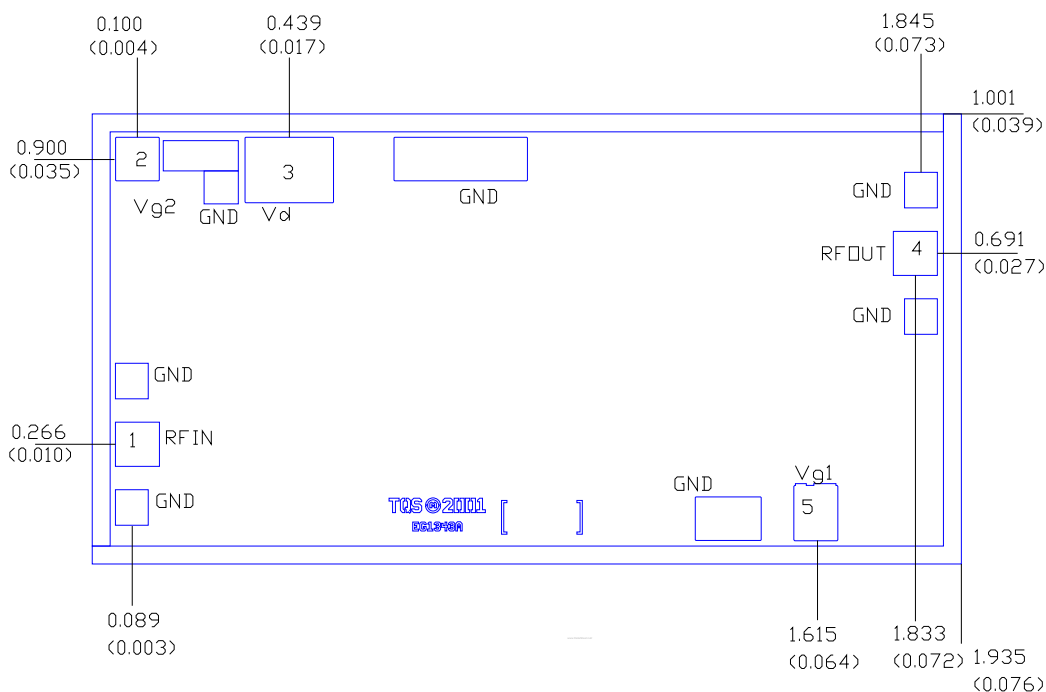 0.100
(0.004)
0.439
(0.017)
1.845
(0.073)
1.001
(0.039)
0.900
(0.035)
2
3
Vg2
GND
Vd
GND
GND
RFOUT
4
0.691
(0.027)
GND
GND
0.266
(0.010)
1
RFIN
GND
TQS © 2001
EG1343A
GND
Vg1
5
0.089
(0.003)
1.615
(0.064)
1.833
(0.072)
1.935
(0.076)